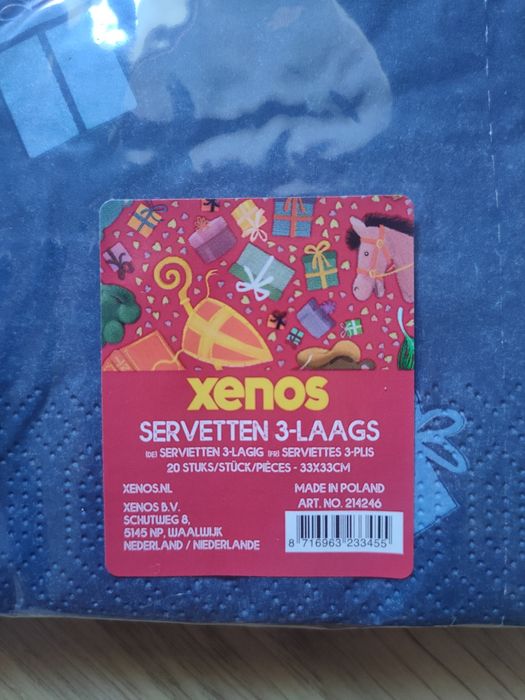 xenos
SERVETTEN 3-LAAGS
(DE) SERVIETTEN 3-LAGIG (FR) SERVIETTES 3-PLIS
20 STUKS/STÜCK/PIÈCES - 33X33CM
XENOS.NL
XENOS B.V.
SCHUTWEG 8,
5145 NP, WAALWIJK
NEDERLAND / NIEDERLANDE
MADE IN POLAND
ART. NO. 214246
8 716963 233455